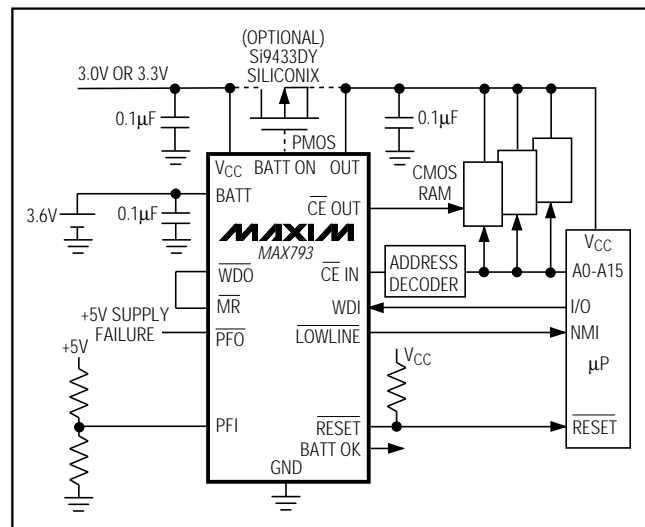 (OPTIONAL)
Si9433DY
SILICONIX
3.0V OR 3.3V
0.1µF
0.1µF
PMOS
VCC
BATT ON
OUT
BATT
CE OUT
CMOS
RAM
3.6V
0.1µF
MAXIM
MAX793
VCC
WDO
CE IN
ADDRESS
DECODER
A0-A15
MR
WDI
I/O
+5V SUPPLY
FAILURE
PFO
LOWLINE
NMI
+5V
VCC
µP
PFI
RESET
RESET
BATT OK
GND